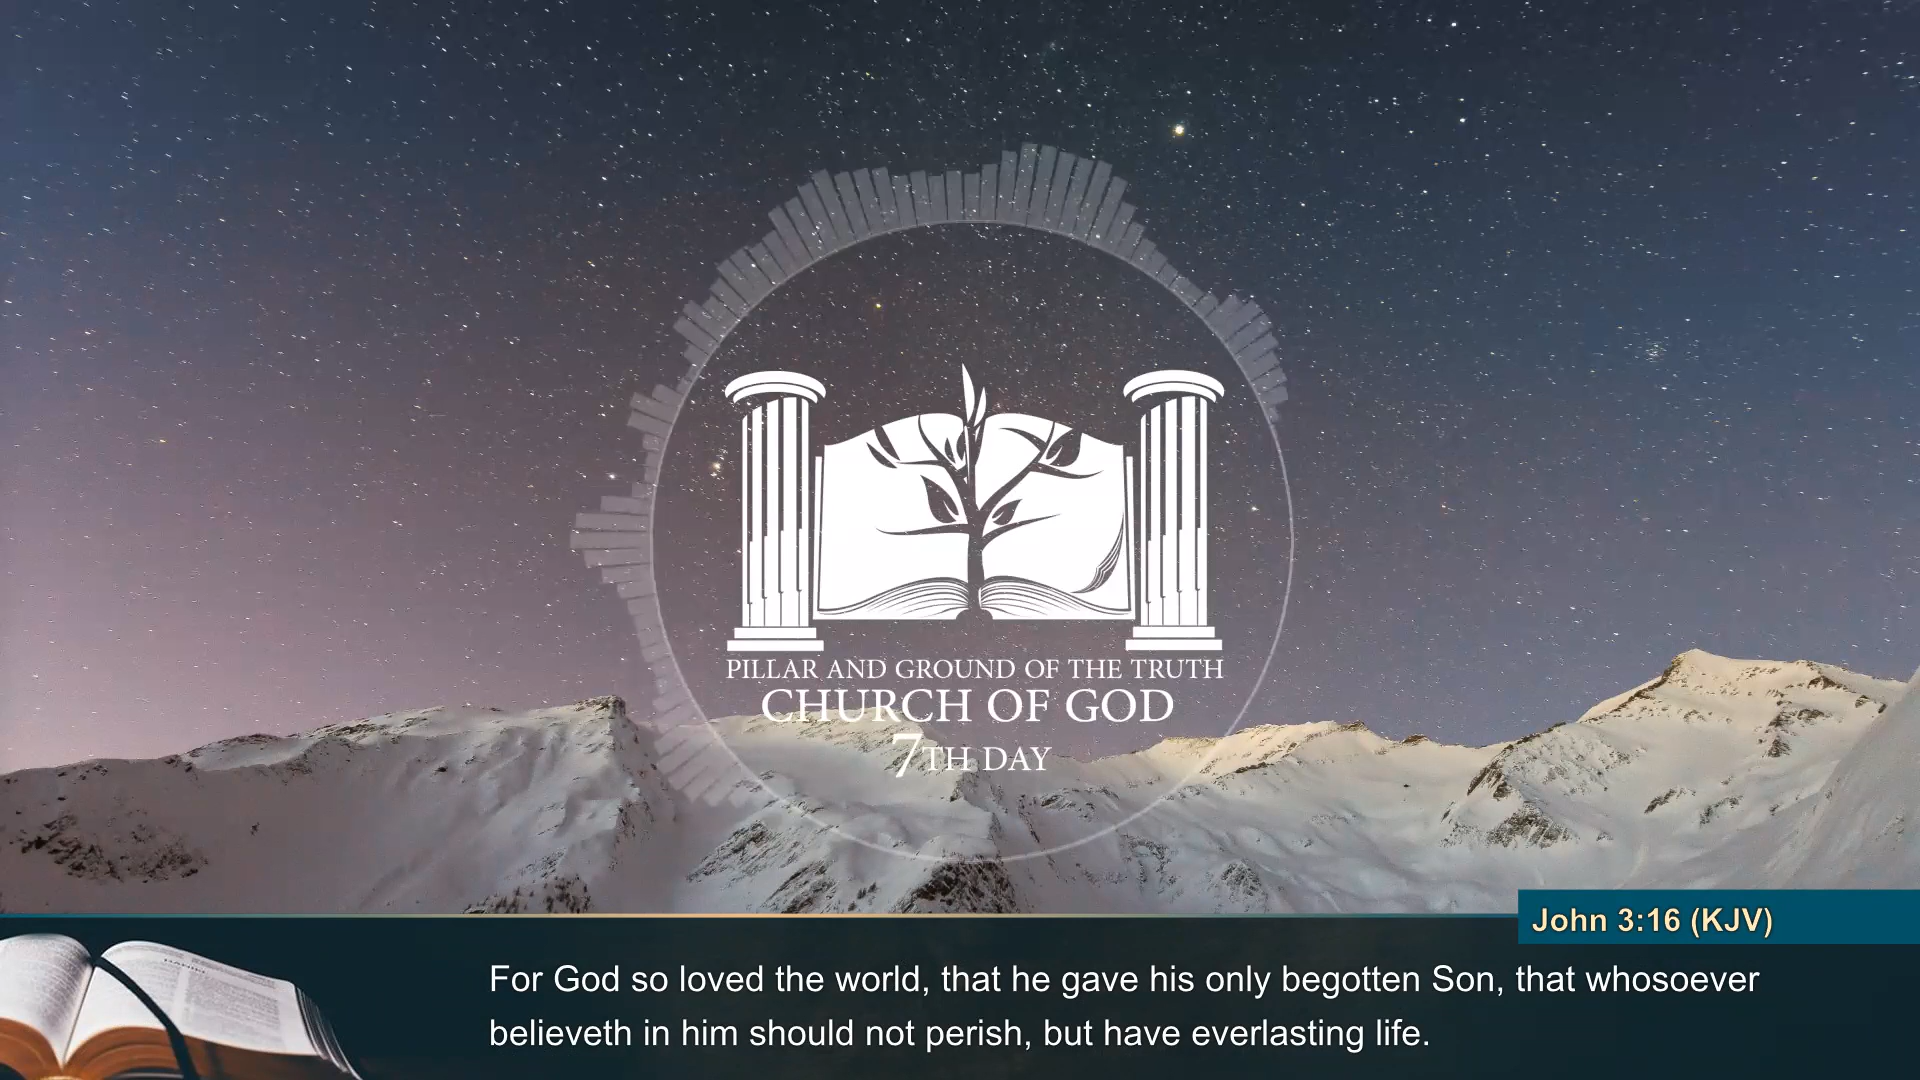 PILLAR AND GROUND OF THE TRUTH
CHURCH OF GOD
7TH DAY
John 3:16 (KJV)
For God so loved the world, that he gave his only begotten Son, that whosoever
believeth in him should not perish, but have everlasting life.